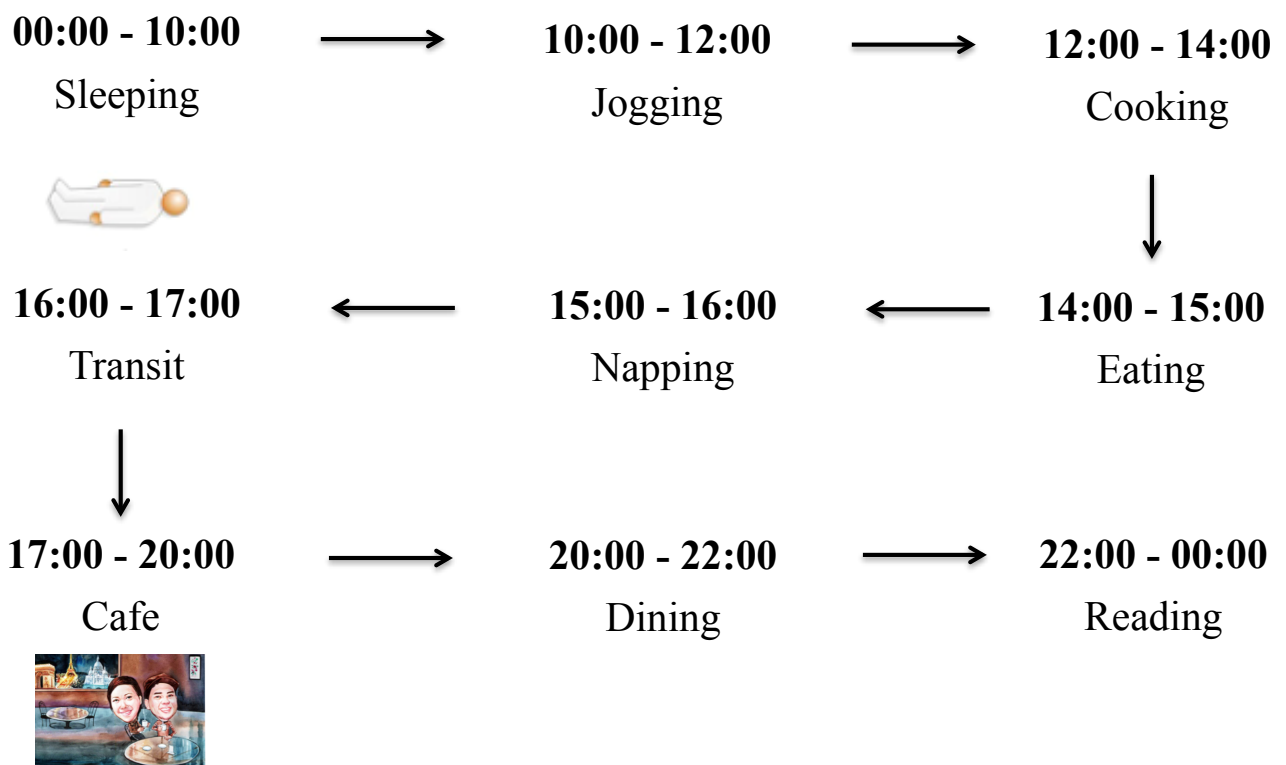 00:00 - 10:00
Sleeping
10:00 - 12:00
Jogging
12:00 - 14:00
Cooking
14:00 - 15:00
Eating
15:00 - 16:00
Napping
16:00 - 17:00
Transit
17:00 - 20:00
Cafe
20:00 - 22:00
Dining
22:00 - 00:00
Reading